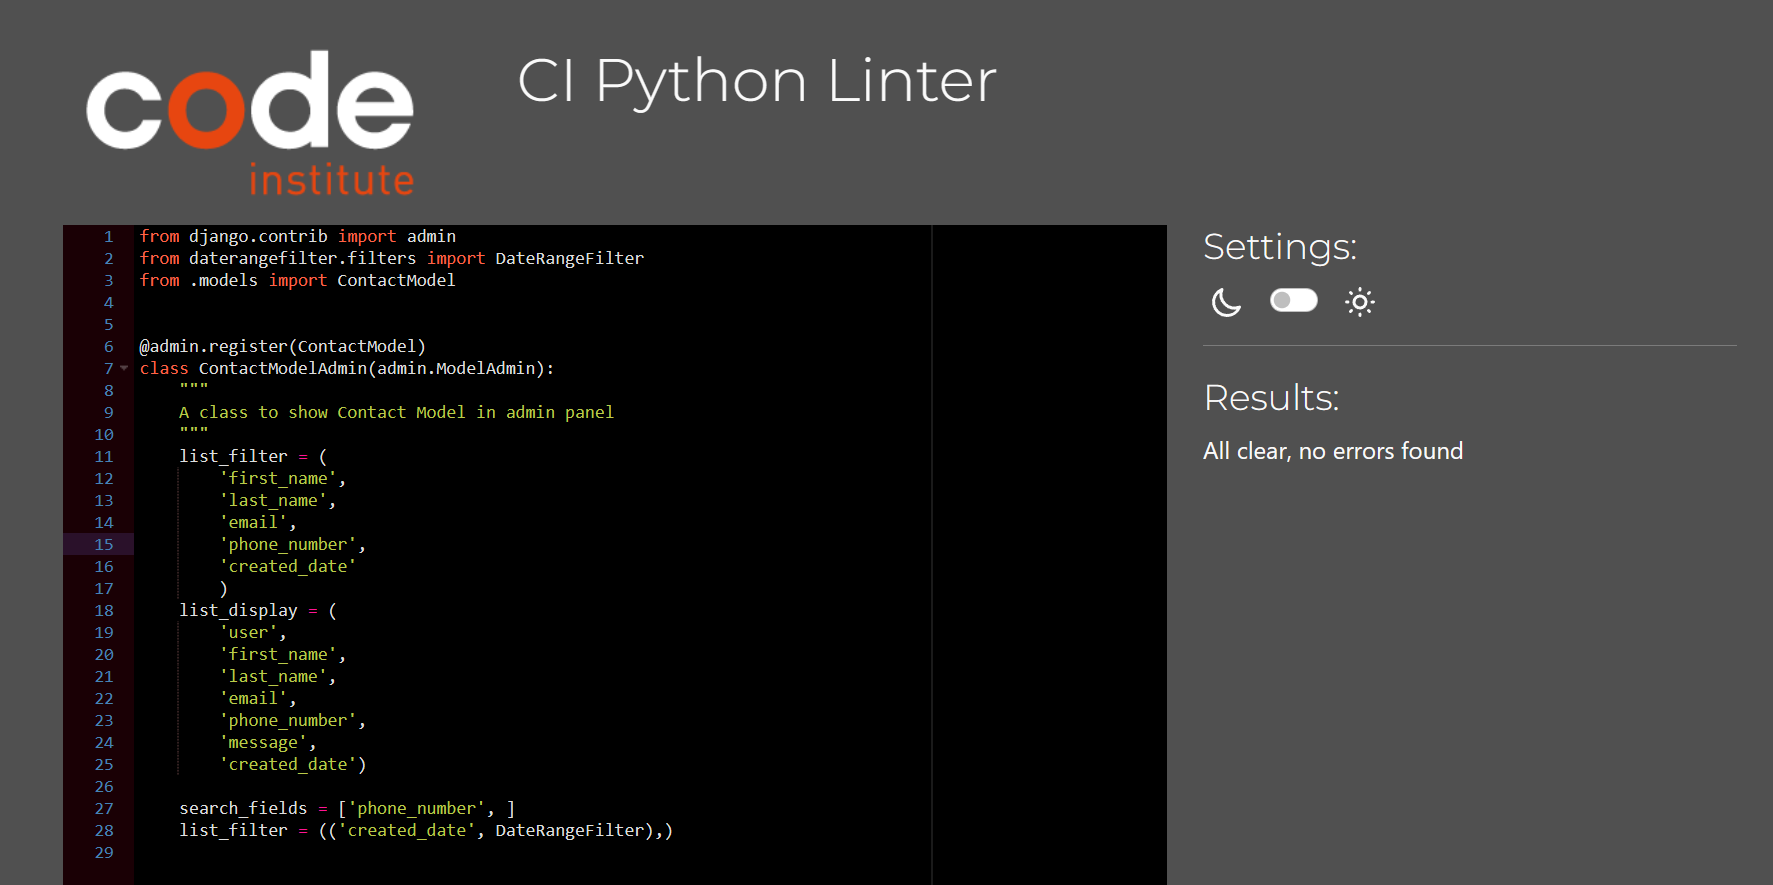 code
institute
CI Python Linter
1 from django.contrib import admin
2 from daterangefilter.filters import DateRangeFilter
3 from .models import ContactModel
4
5
6 @admin.register(ContactModel)
7 class ContactModelAdmin(admin.ModelAdmin):
8     """
9     A class to show Contact Model in admin panel
10     """
11     list_filter = (
12         'first_name',
13         'last_name',
14         'email',
15         'phone_number',
16         'created_date'
17         )
18     list_display = (
19         'user',
20         'first_name',
21         'last_name',
22         'email',
23         'phone_number',
24         'message',
25         'created_date')
26
27     search_fields = ['phone_number', ]
28     list_filter = (('created_date', DateRangeFilter),)
29
Settings:
Results:
All clear, no errors found